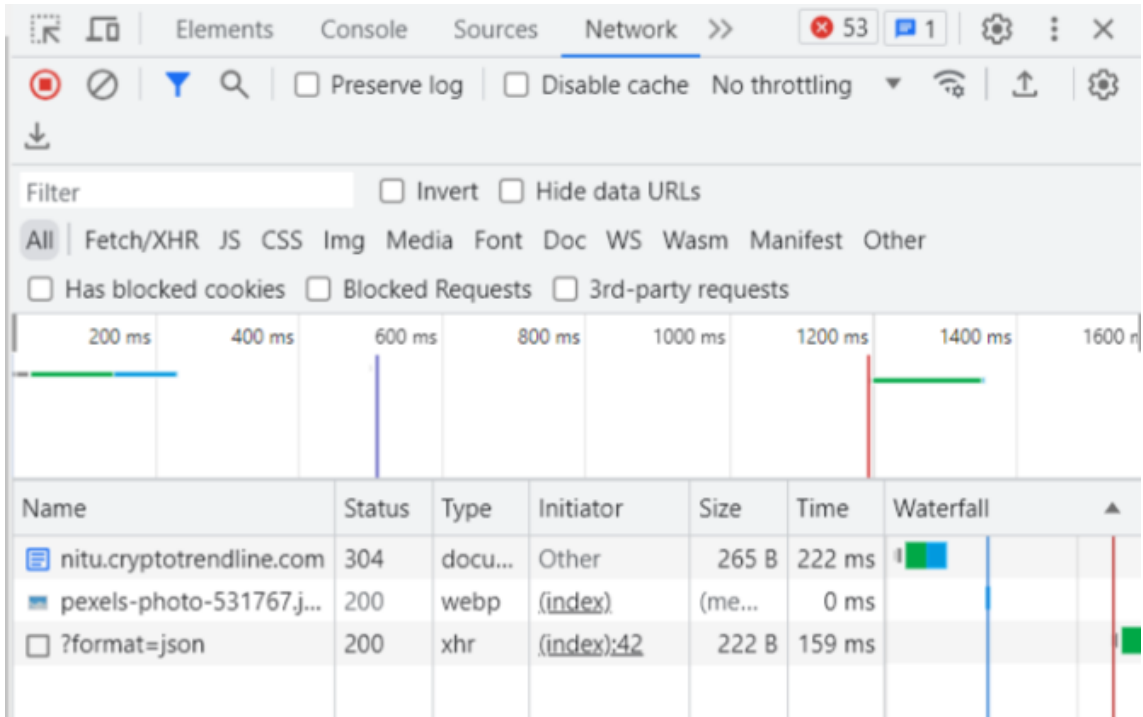 Elements Console Sources Network >> 53 1
Preserve log Disable cache No throttling
Filter Invert Hide data URLs
All Fetch/XHR JS CSS Img Media Font Doc WS Wasm Manifest Other
Has blocked cookies Blocked Requests 3rd-party requests
200 ms 400 ms 600 ms 800 ms 1000 ms 1200 ms 1400 ms 1600
Name Status Type Initiator Size Time Waterfall
nitu.cryptotrendline.com 304 docu... Other 265 B 222 ms
pexels-photo-531767.j... 200 webp (index) (me... 0 ms
?format=json 200 xhr (index):42 222 B 159 ms